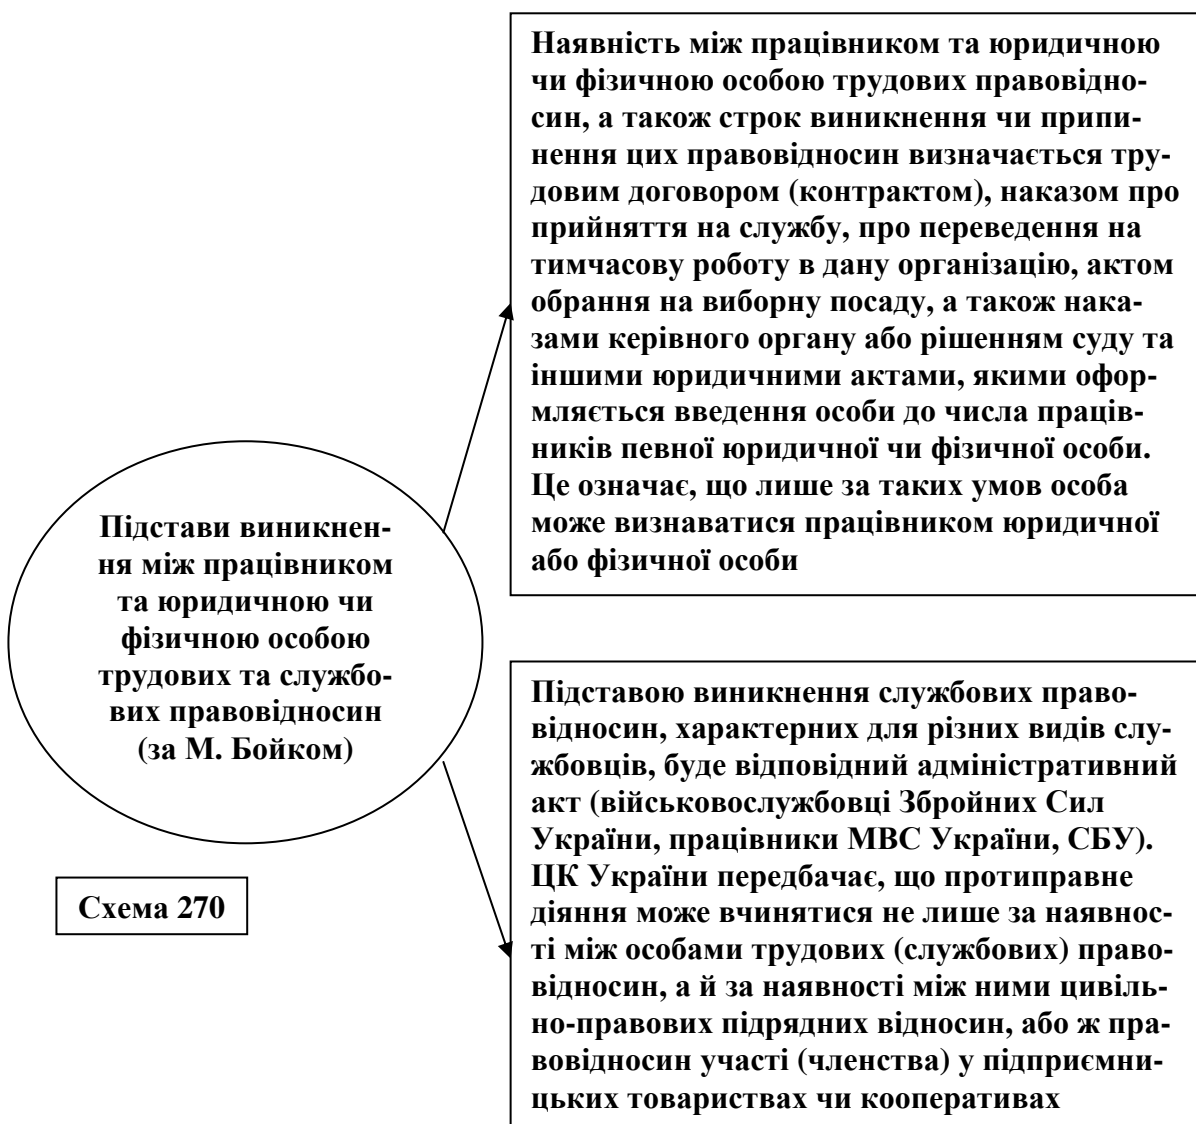 Наявність між працівником та юридичною
чи фізичною особою трудових правовідно-
син, а також строк виникнення чи припи-
нення цих правовідносин визначається тру-
довим договором (контрактом), наказом про
прийняття на службу, про переведення на
тимчасову роботу в дану організацію, актом
обрання на виборну посаду, а також нака-
зами керівного органу або рішенням суду та
іншими юридичними актами, якими офор-
мляється введення особи до числа праців-
ників певної юридичної чи фізичної особи.
Це означає, що лише за таких умов особа
може визнаватися працівником юридичної
або фізичної особи
Підстави виникнен-
ня між працівником
та юридичною чи
фізичною особою
трудових та службо-
вих правовідносин
(за М. Бойком)
Підставою виникнення службових право-
відносин, характерних для різних видів слу-
жбовців, буде відповідний адміністративний
акт (військовослужбовці Збройних Сил
України, працівники МВС України, СБУ).
ЦК України передбачає, що протиправне
діяння може вчинятися не лише за наявнос-
ті між особами трудових (службових) право-
відносин, а й за наявності між ними цивіль-
но-правових підрядних відносин, або ж пра-
вовідносин участі (членства) у підприємни-
цьких товариствах чи кооперативах
Схема 270